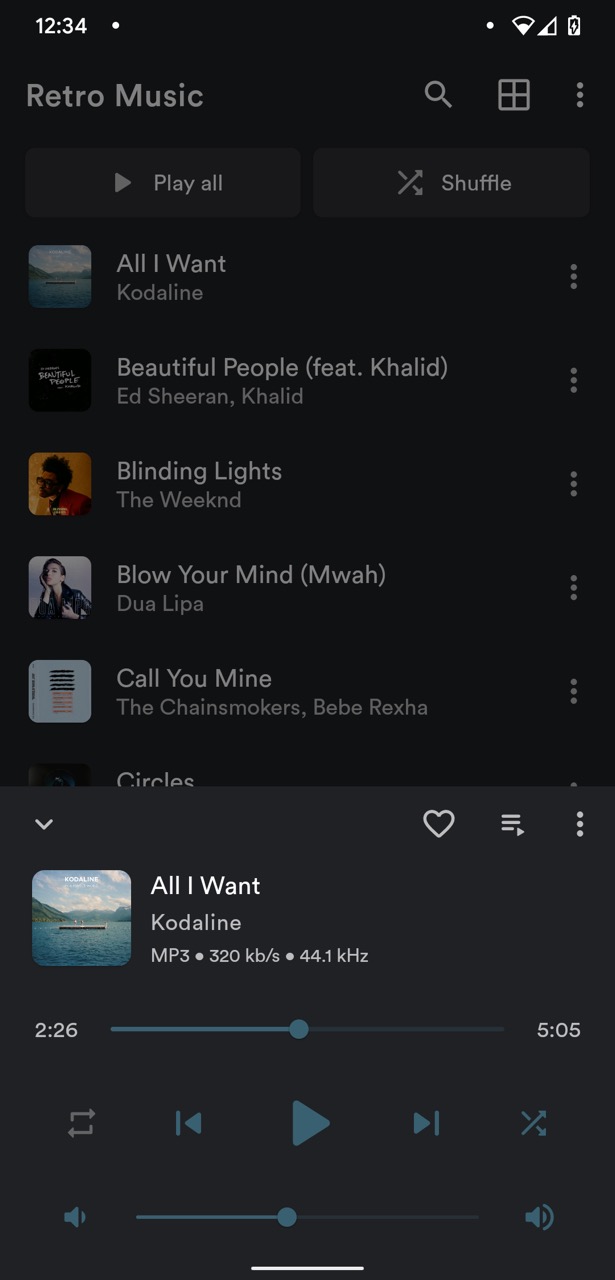 12:34
Retro Music
Play all
Shuffle
All I Want
Kodaline
BEAUTIFUL
PEOPLE
Beautiful People (feat. Khalid)
Ed Sheeran, Khalid
Blinding Lights
The Weeknd
Blow Your Mind (Mwah)
Dua Lipa
Call You Mine
The Chainsmokers, Bebe Rexha
Circles
KODALINE
All I Want
Kodaline
MP3 • 320 kb/s • 44.1 kHz
2:26
5:05